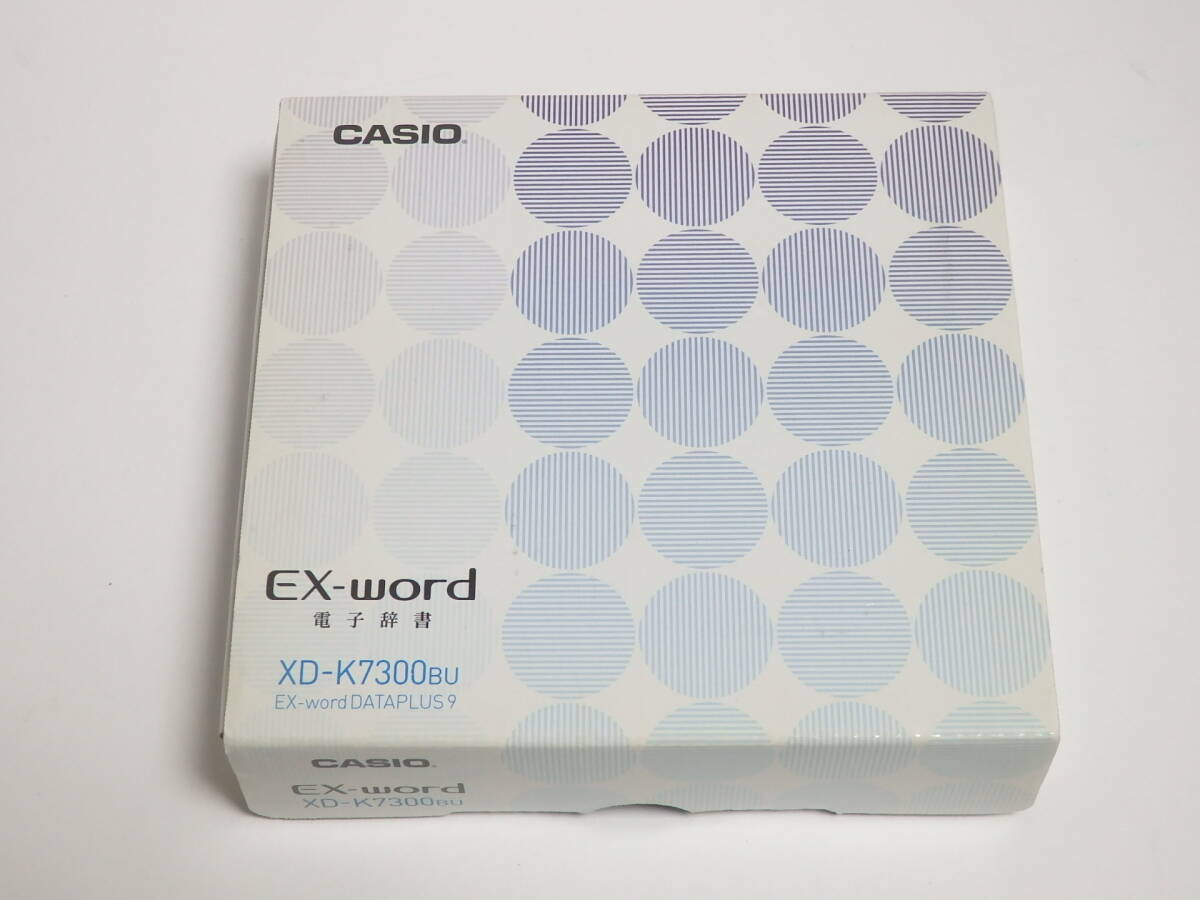 CASIO
EX-word
電子辞書
XD-K7300BU
EX-word DATAPLUS 9
CASIO
EX-word
XD-K7300BU